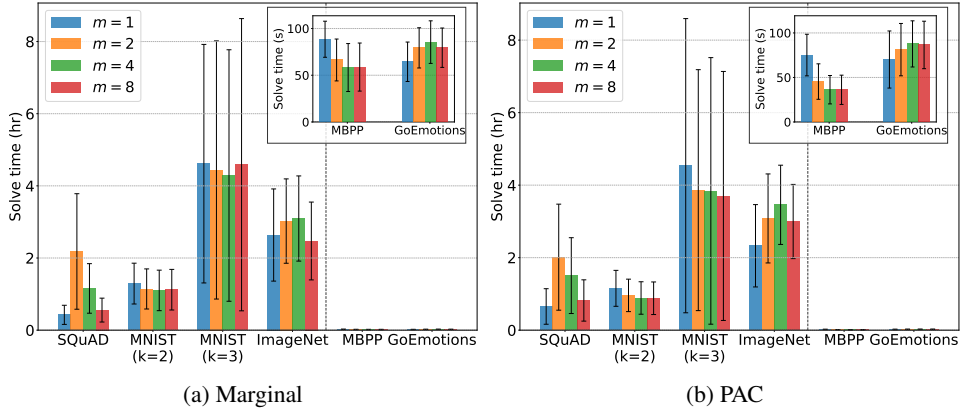 8
6
4
2
0
Solve time (hr)
m = 1
m = 2
m = 4
m = 8
100
50
0
Solve time (s)
MBPP GoEmotions
SQuAD MNIST MNIST ImageNet MBPP GoEmotions
(k=2) (k=3)
(a) Marginal
8
6
4
2
0
Solve time (hr)
m = 1
m = 2
m = 4
m = 8
100
50
0
Solve time (s)
MBPP GoEmotions
SQuAD MNIST MNIST ImageNet MBPP GoEmotions
(k=2) (k=3)
(b) PAC